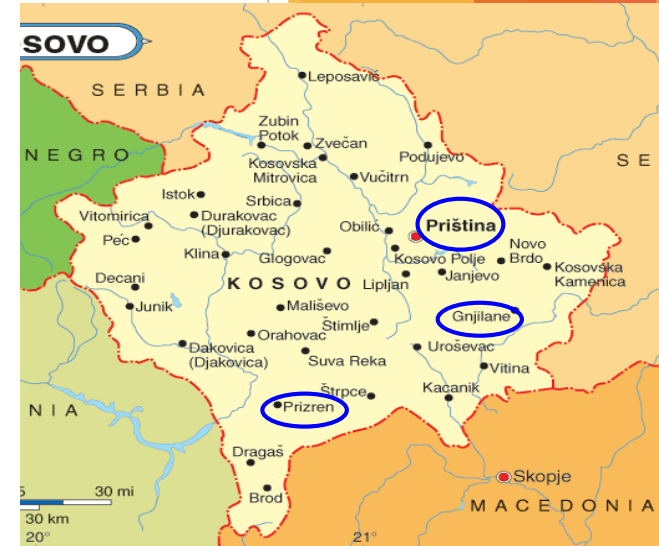 SOVO
Leposavić
SERBIA
Zubin
Potok
Zvečan
NEGRO
Kosovska
Mitrovica
Podujevo
SE
Vučitrn
Istok
Srbica
Vitomirica
Durakovac
(Djurakovac)
Obilić
Priština
Peć
Klina
Glogovac
Kosovo Polje
Novo
Brdo
Janjevo
Kosovska
Kamenica
Decani
KOSOVO
Lipljan
Junik
Mališevo
Gnjilane
Štimlje
Orahovac
Dakovica
(Djakovica)
Suva Reka
Uroševac
Vitina
Štrpce
Kacanik
NIA
Prizren
Dragaš
Skopje
Brod
MACEDONIA
5
30 mi
30 km
20°
21°